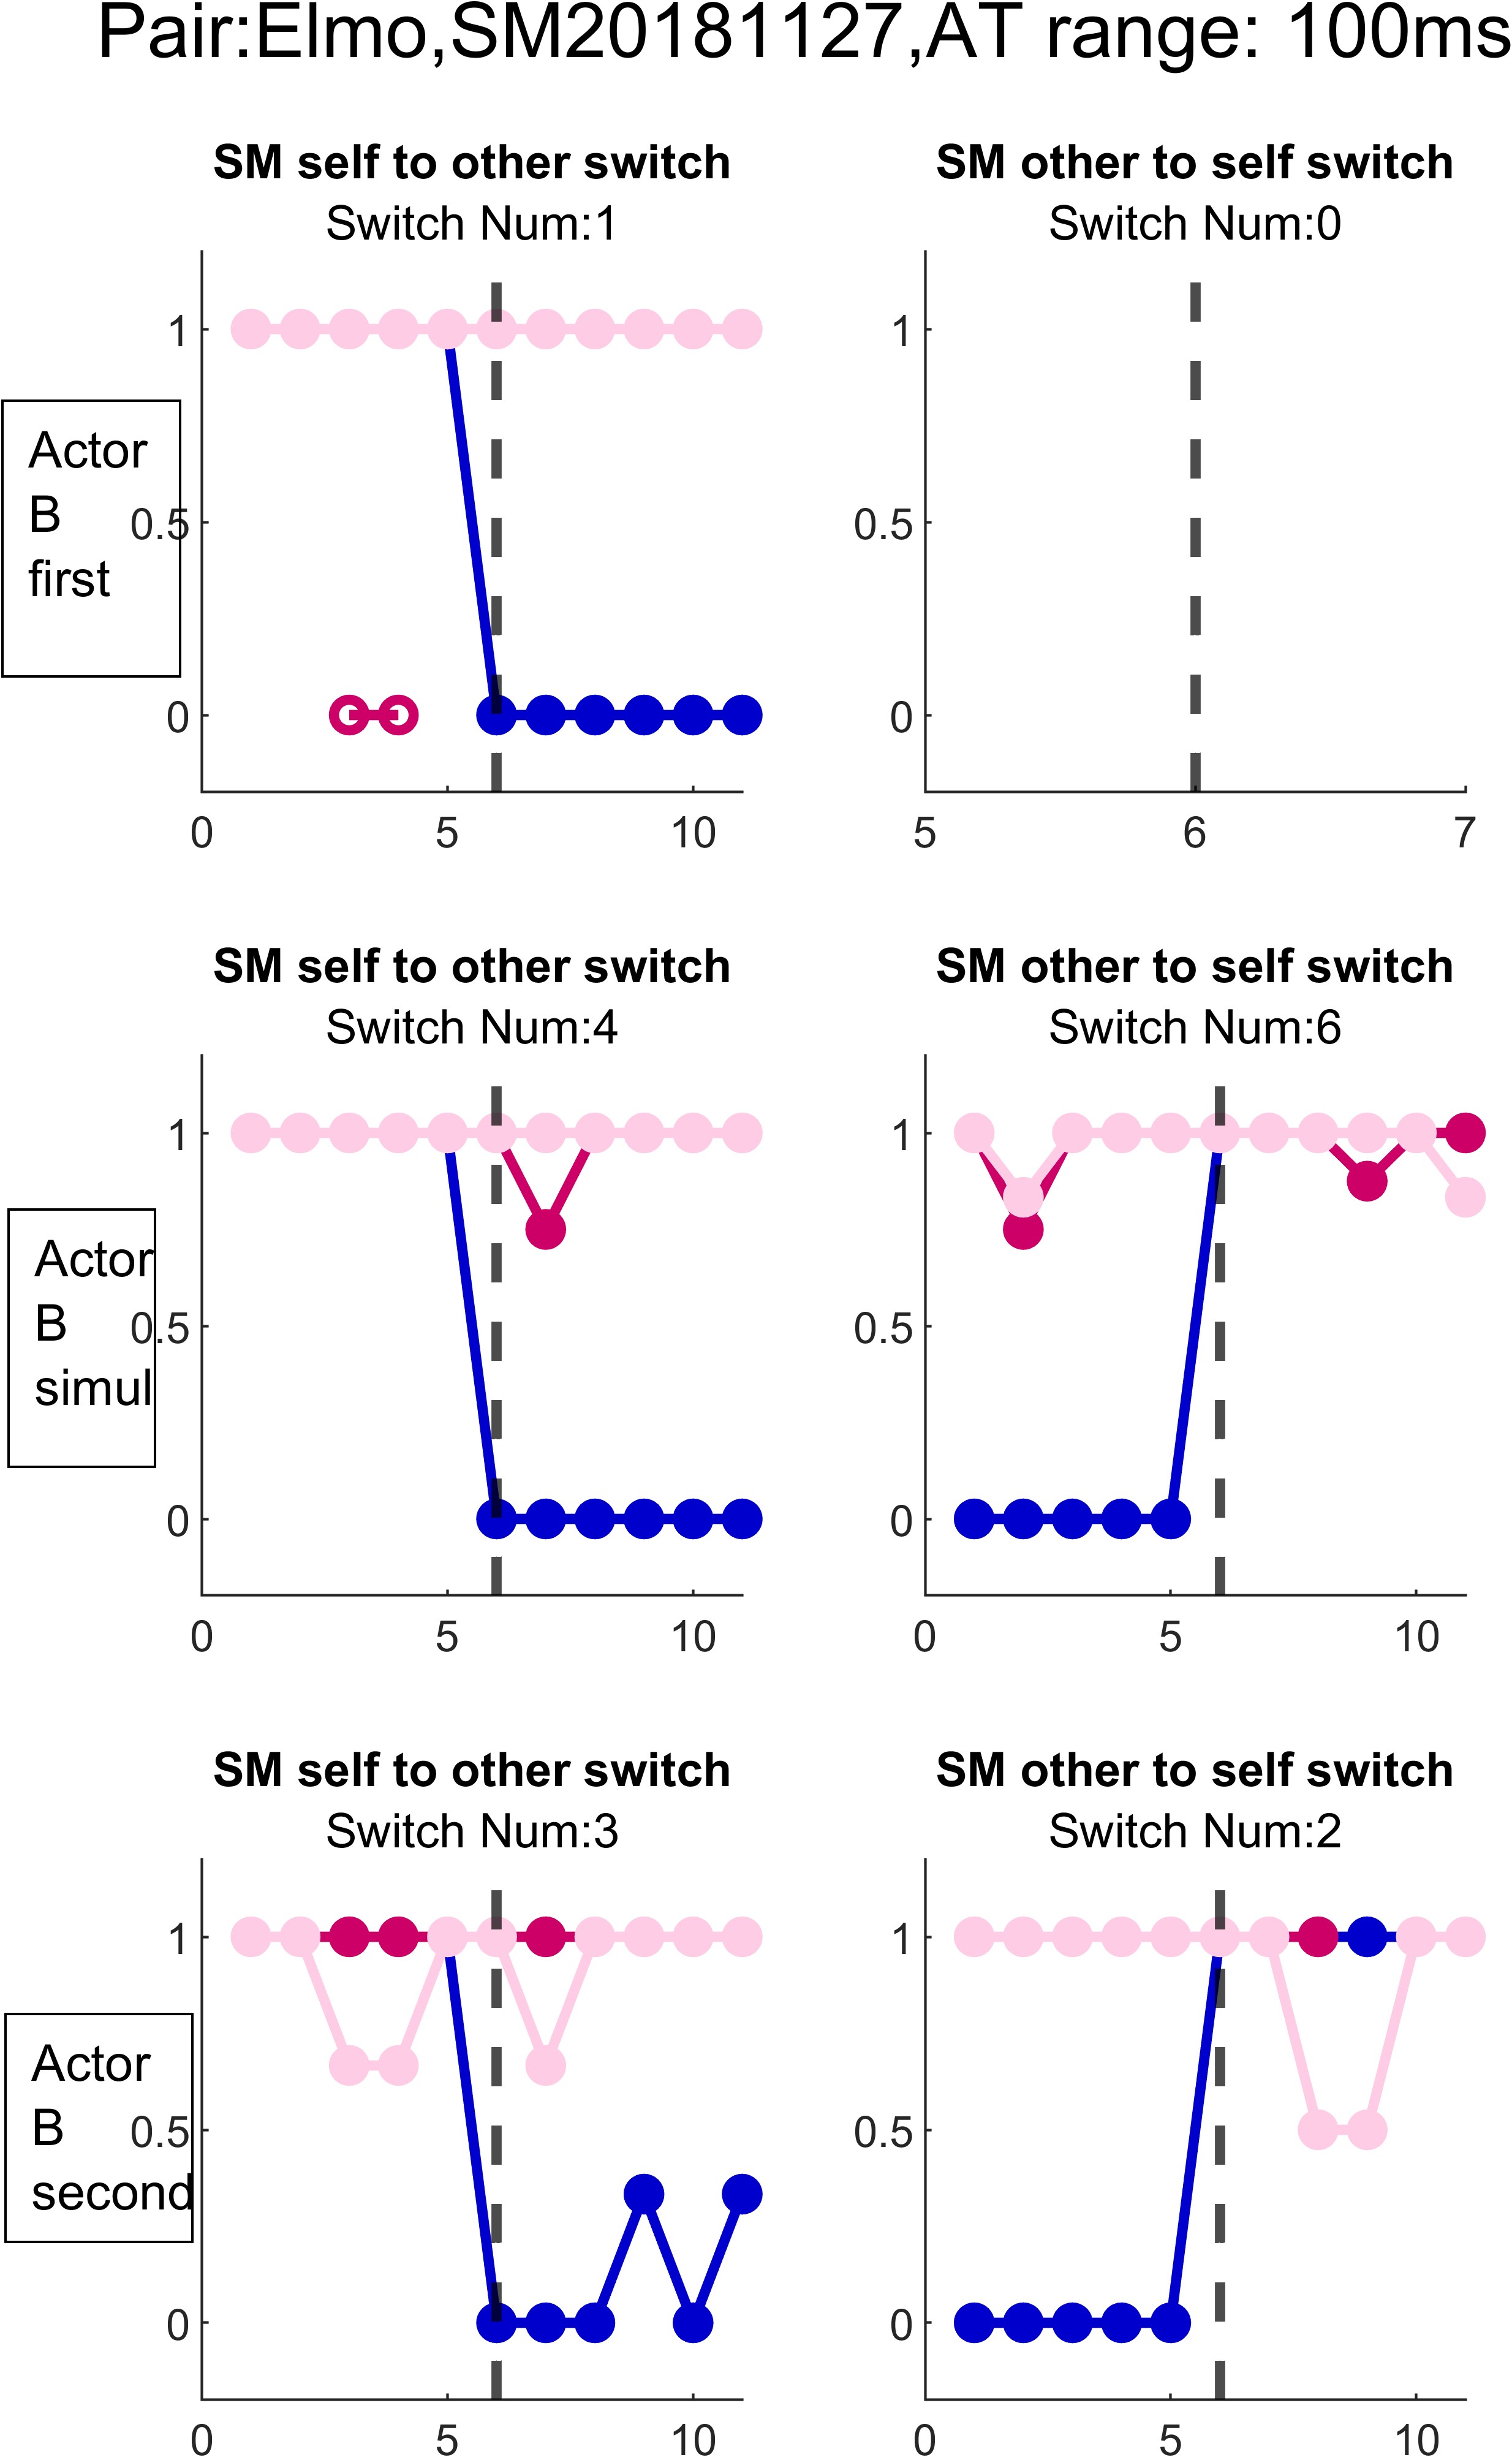 Pair:Elmo,SM20181127,AT range: 100ms
SM self to other switch
Switch Num:1
SM other to self switch
Switch Num:0
Actor
B
first
1
0.5
0
0 5 10
1
0.5
0
5 6 7
SM self to other switch
Switch Num:4
SM other to self switch
Switch Num:6
Actor
B
simul
1
0.5
0
0 5 10
1
0.5
0
0 5 10
SM self to other switch
Switch Num:3
SM other to self switch
Switch Num:2
Actor
B
second
1
0.5
0
0 5 10
1
0.5
0
0 5 10